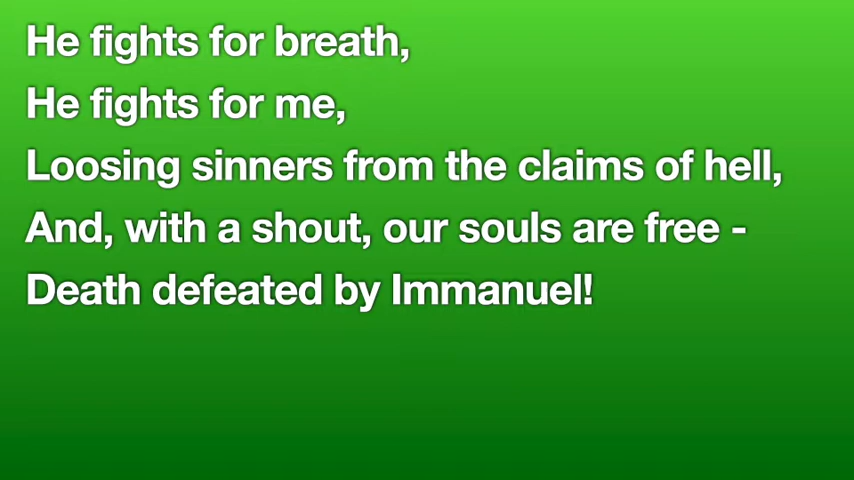 He fights for breath,
He fights for me,
Loosing sinners from the claims of hell,
And, with a shout, our souls are free -
Death defeated by Immanuel!